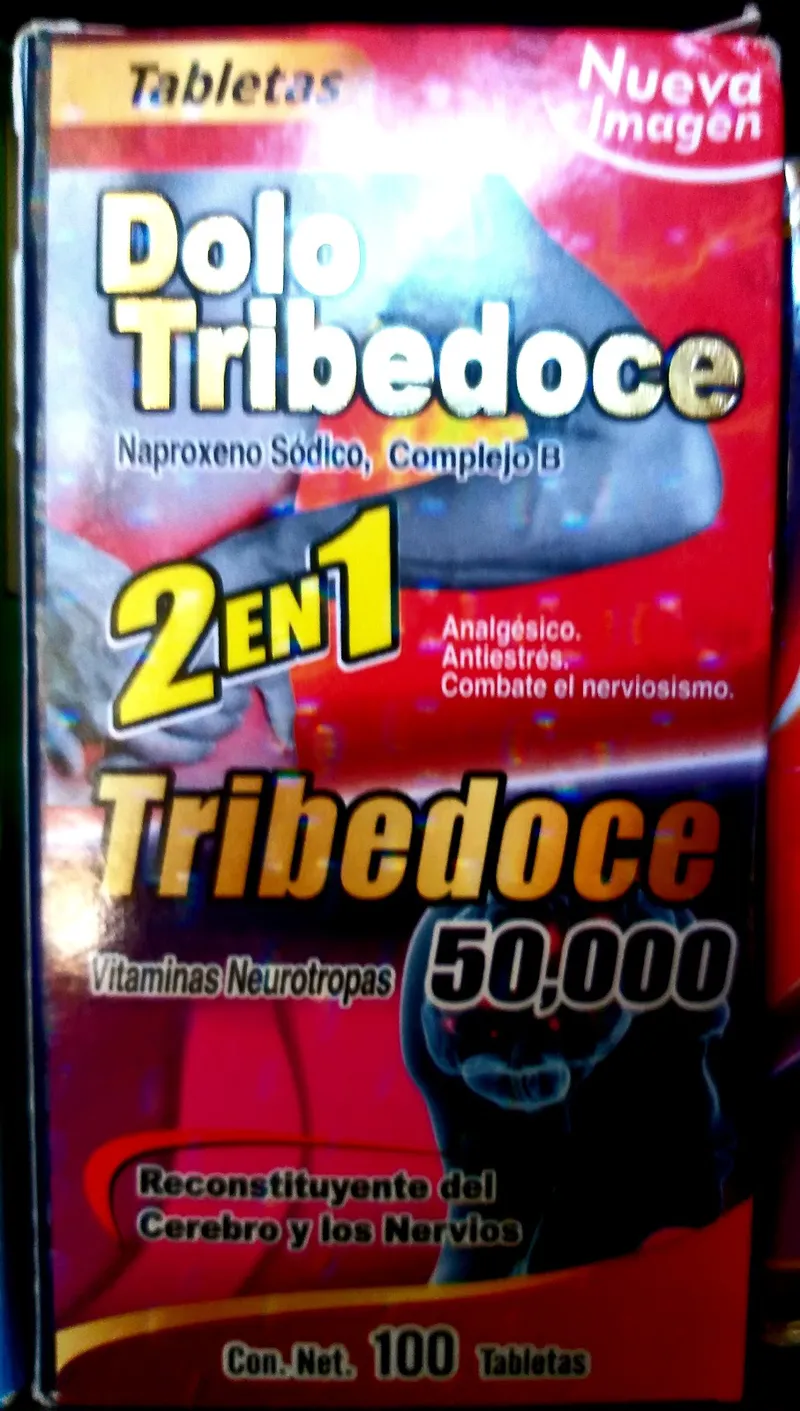 Tabletas
Nueva
Imagen
Dolo
Tribedoce
Naproxeno Sódico, Complejo B
2 EN 1
Analgésico.
Antiestrés.
Combate el nerviosismo.
Tribedoce
50,000
Vitaminas Neurotropas
Reconstituyente del
Cerebro y los Nervios
Con. Net. 100 Tabletas